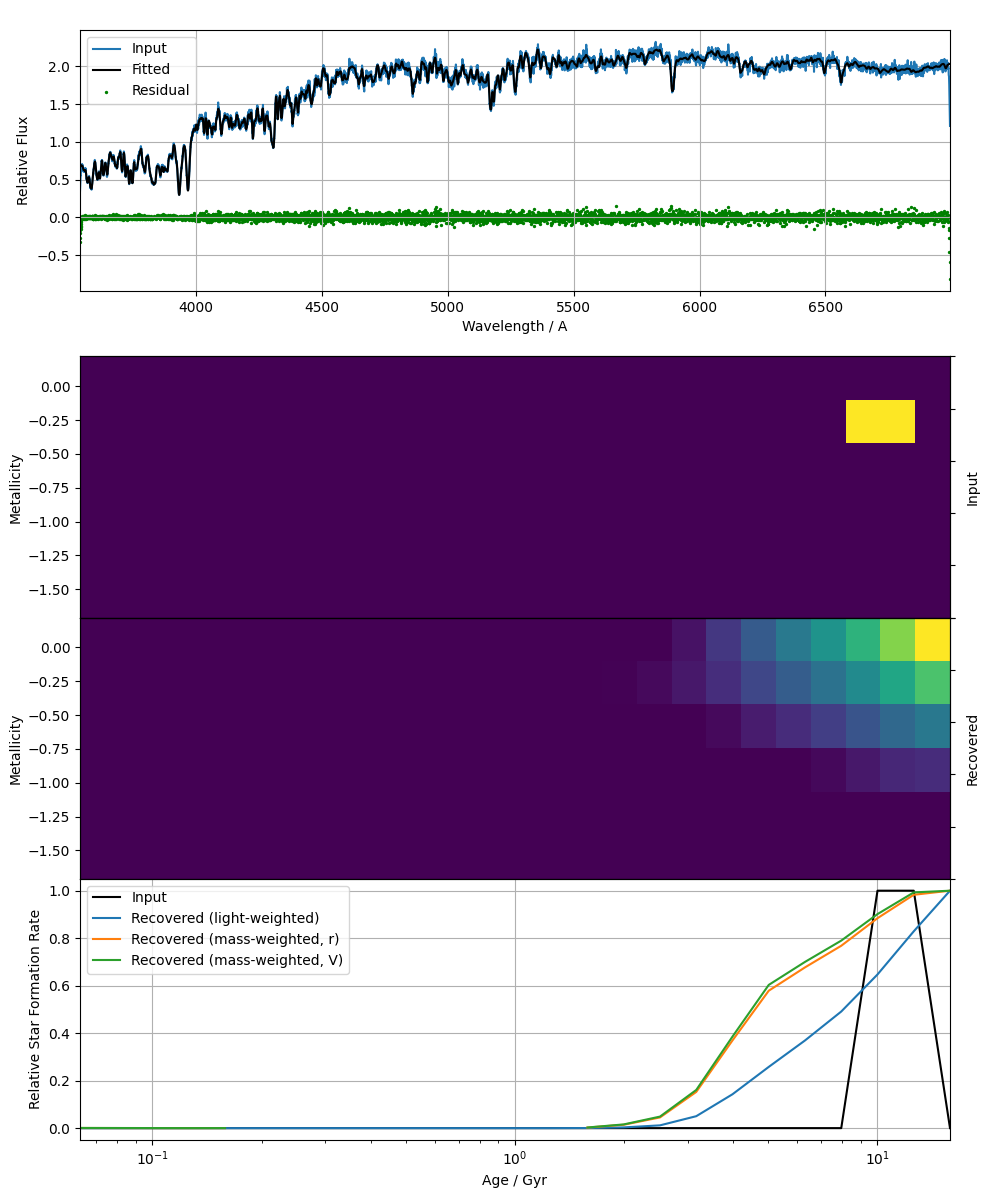 Input
Fitted
Residual
2.0
1.5
1.0
0.5
0.0
−0.5
Relative Flux
4000 4500 5000 5500 6000 6500
Wavelength / A
0.00
−0.25
−0.50
−0.75
−1.00
−1.25
−1.50
Metallicity
Input
0.00
−0.25
−0.50
−0.75
−1.00
−1.25
−1.50
Metallicity
Recovered
Input
Recovered (light-weighted)
Recovered (mass-weighted, r)
Recovered (mass-weighted, V)
1.0
0.8
0.6
0.4
0.2
0.0
Relative Star Formation Rate
10⁻¹ 10⁰ 10¹
Age / Gyr